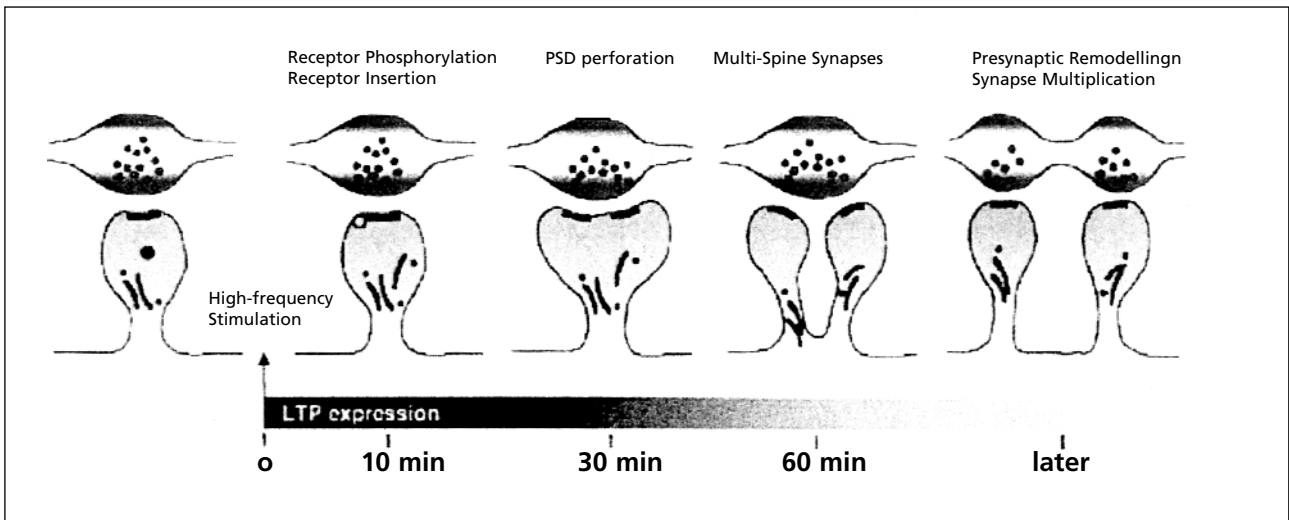 Receptor Phosphorylation
Receptor Insertion
PSD perforation
Multi-Spine Synapses
Presynaptic Remodellingn
Synapse Multiplication
High-frequency
Stimulation
LTP expression
o
10 min
30 min
60 min
later